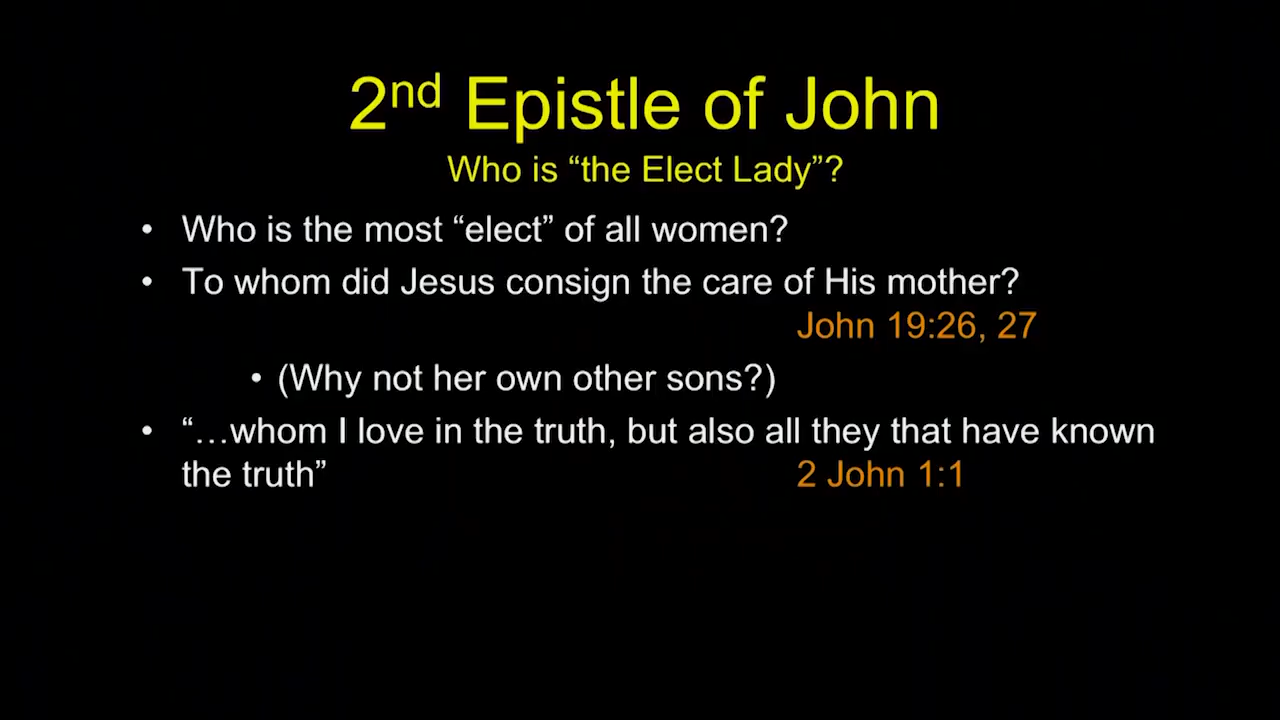 2nd Epistle of John
Who is “the Elect Lady”?
• Who is the most “elect” of all women?
• To whom did Jesus consign the care of His mother?
John 19:26, 27
• (Why not her own other sons?)
• “…whom I love in the truth, but also all they that have known
the truth” 2 John 1:1